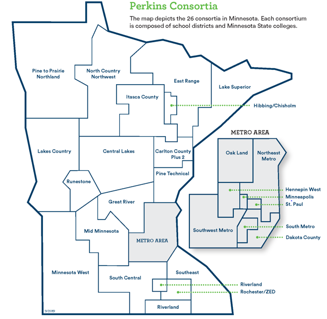 Perkins Consortia
The map depicts the 26 consortia in Minnesota. Each consortium
is composed of school districts and Minnesota State colleges.
Pine to Prairie
Northland
North Country
Northwest
East Range
Lake Superior
Itasca County
Hibbing/Chisholm
METRO AREA
Lakes Country
Central Lakes
Carlton County
Plus 2
Oak Land
Northeast
Metro
Pine Technical
Runestone
Hennepin West
Minneapolis
St. Paul
Great River
Mid Minnesota
METRO AREA
Southwest Metro
South Metro
Dakota County
Minnesota West
South Central
Southeast
Riverland
Rochester/ZED
Riverland